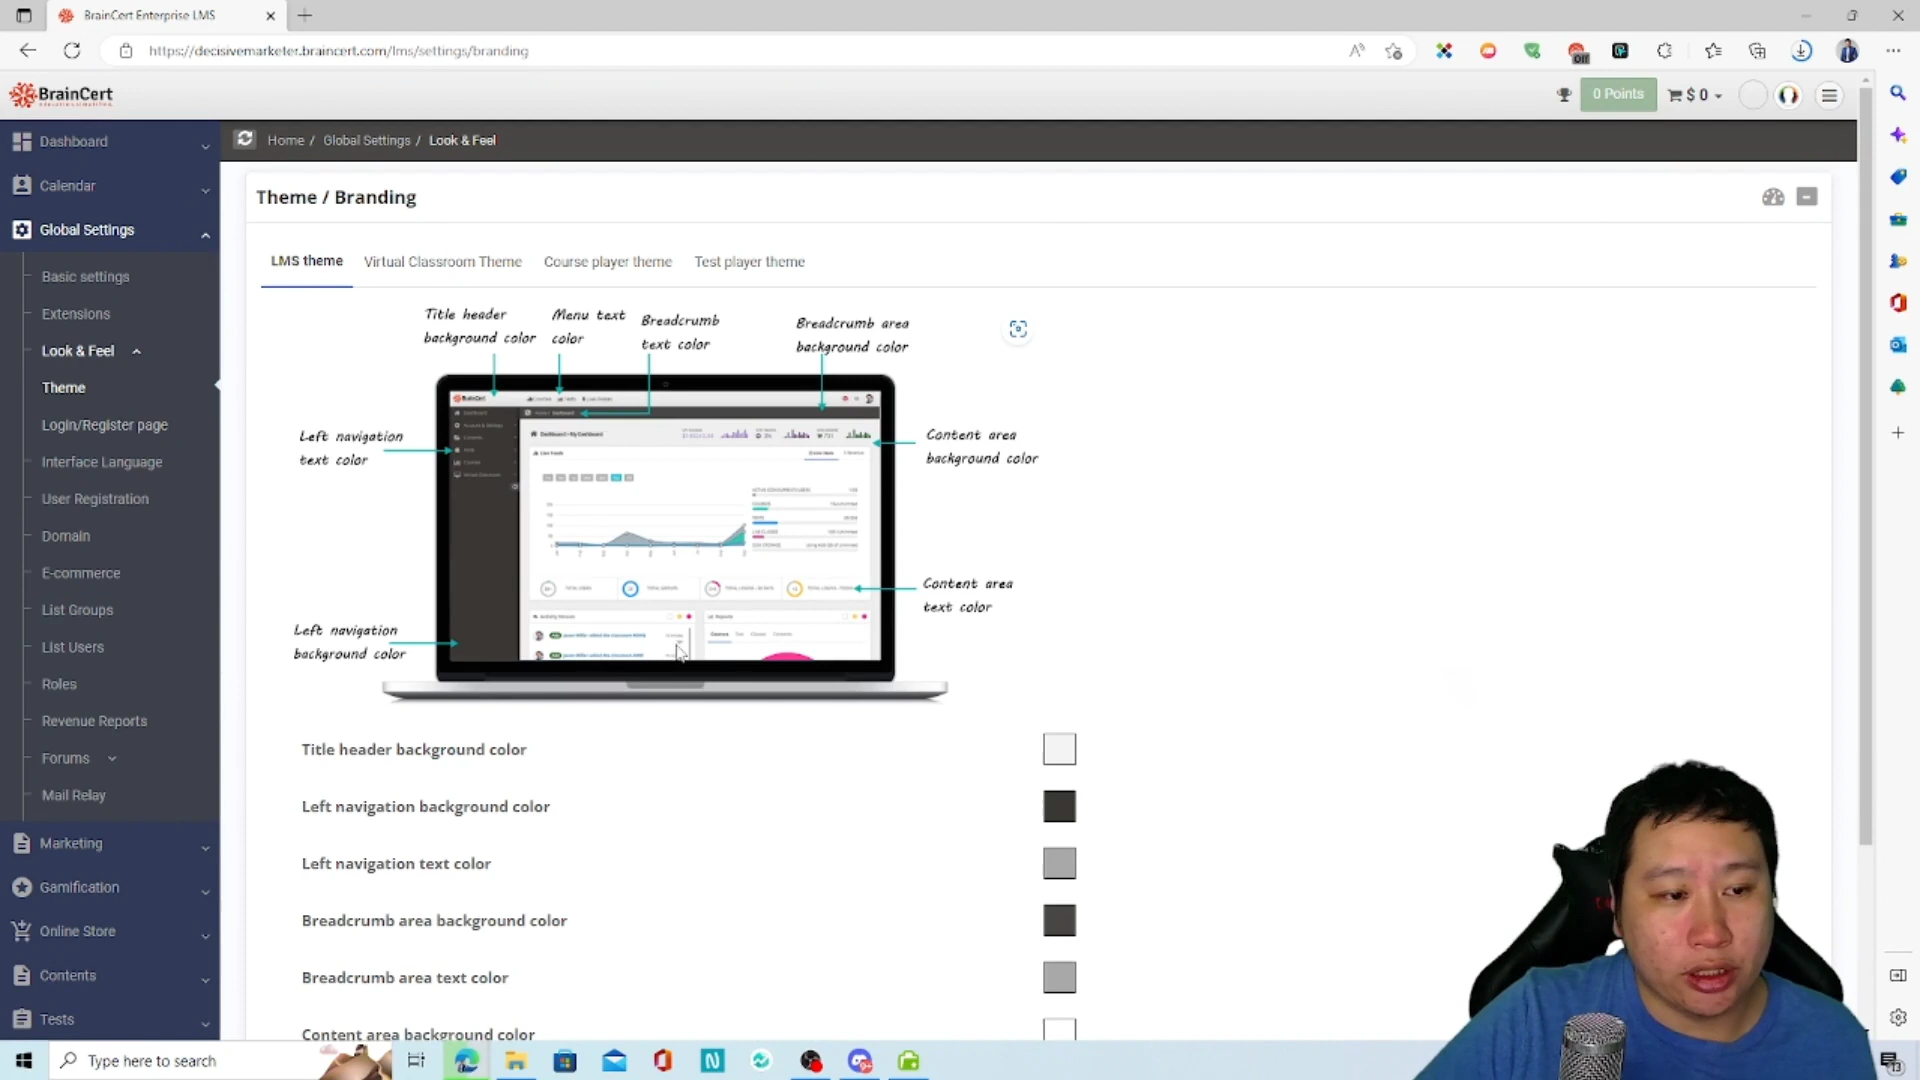 BrainCert Enterprise LMS
https://decisivemarketer.braincert.com/lms/settings/branding
BrainCert
0 Points
$ 0
Dashboard
Calendar
Global Settings
Basic settings
Extensions
Look & Feel
Theme
Login/Register page
Interface Language
User Registration
Domain
E-commerce
List Groups
List Users
Roles
Revenue Reports
Forums
Mail Relay
Marketing
Gamification
Online Store
Contents
Tests
Home / Global Settings / Look & Feel
Theme / Branding
LMS theme
Virtual Classroom Theme
Course player theme
Test player theme
Title header
background color
Menu text
color
Breadcrumb
text color
Breadcrumb area
background color
Left navigation
text color
Content area
background color
Content area
text color
Left navigation
background color
Title header background color
Left navigation background color
Left navigation text color
Breadcrumb area background color
Breadcrumb area text color
Content area background color
Type here to search